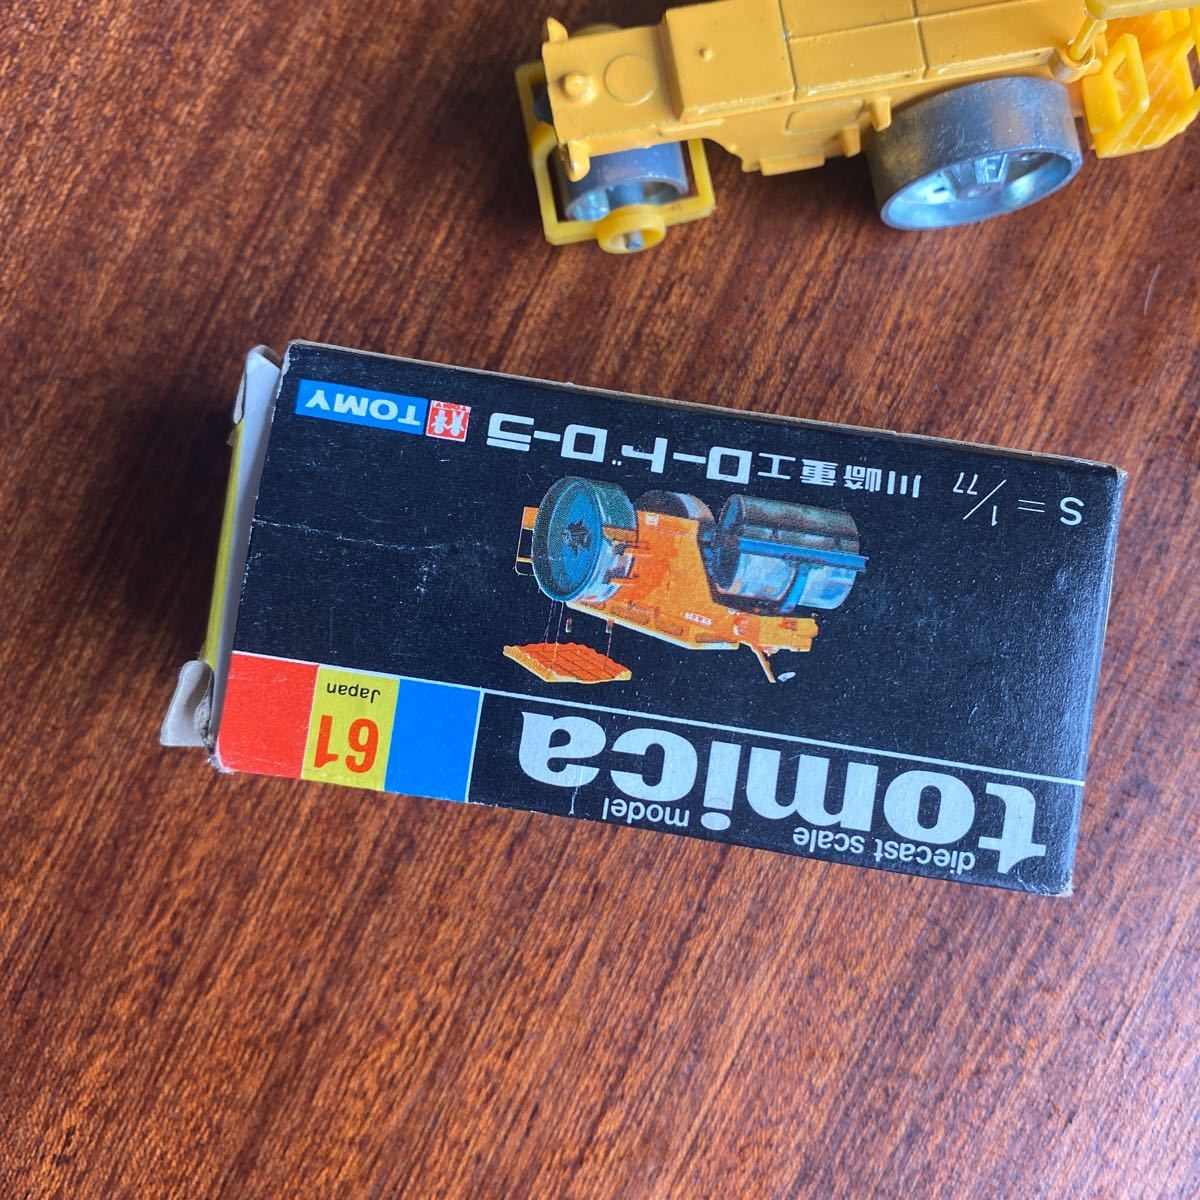 diecast scale model
tomica
61
Japan
S = 1/77 川崎重工ロードローラ
TOMY